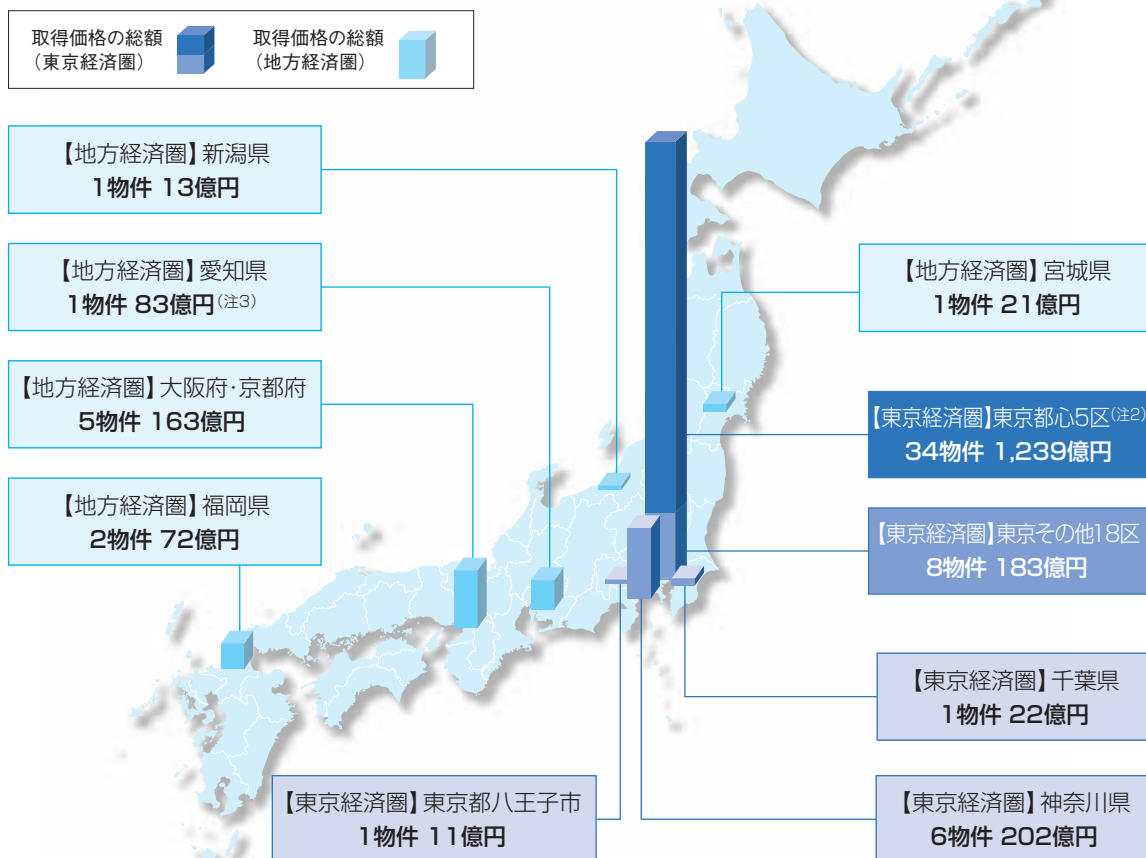 取得価格の総額
（東京経済圏）
取得価格の総額
（地方経済圏）
【地方経済圏】新潟県
1物件 13億円
【地方経済圏】愛知県
1物件 83億円（注3）
【地方経済圏】大阪府・京都府
5物件 163億円
【地方経済圏】福岡県
2物件 72億円
【地方経済圏】宮城県
1物件 21億円
【東京経済圏】東京都心5区（注2）
34物件 1,239億円
【東京経済圏】東京その他18区
8物件 183億円
【東京経済圏】千葉県
1物件 22億円
【東京経済圏】東京都八王子市
1物件 11億円
【東京経済圏】神奈川県
6物件 202億円